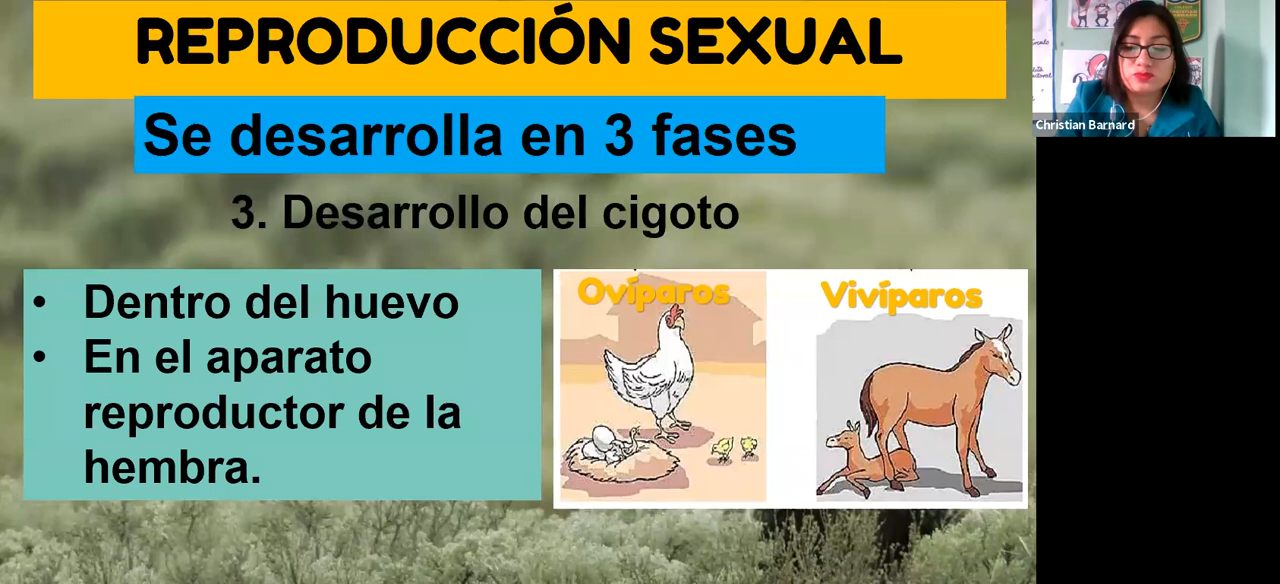 REPRODUCCIÓN SEXUAL
Se desarrolla en 3 fases
3. Desarrollo del cigoto
• Dentro del huevo
• En el aparato
reproductor de la
hembra.
Ovíparos
Vivíparos
Christian Barnard